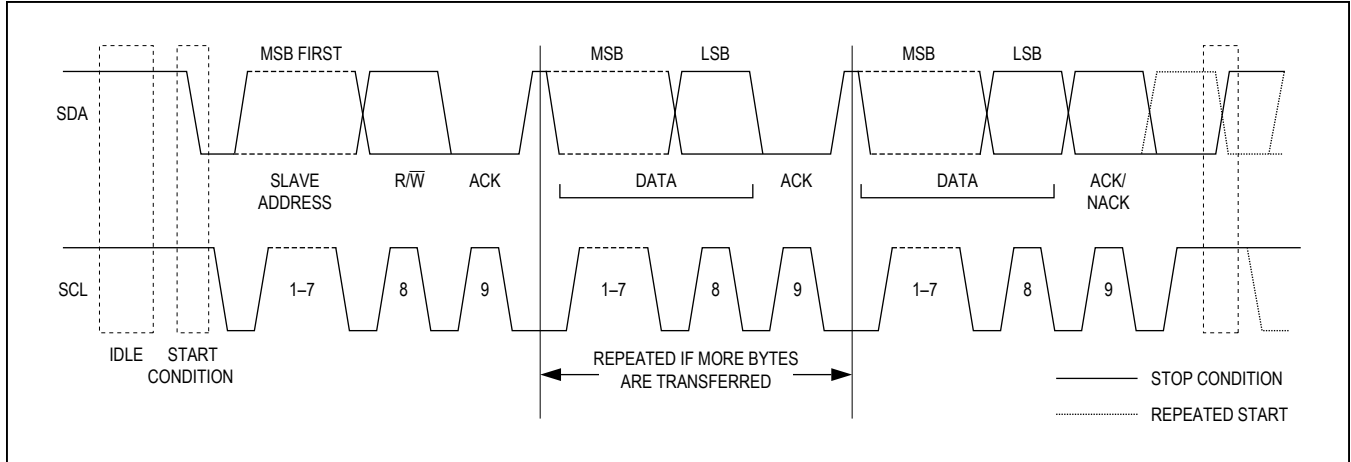 MSB FIRST
MSB
LSB
MSB
LSB
SDA
SLAVE
ADDRESS
R/W̅
ACK
DATA
ACK
DATA
ACK/
NACK
SCL
1–7
8
9
1–7
8
9
1–7
8
9
IDLE
START
CONDITION
REPEATED IF MORE BYTES
ARE TRANSFERRED
STOP CONDITION
REPEATED START